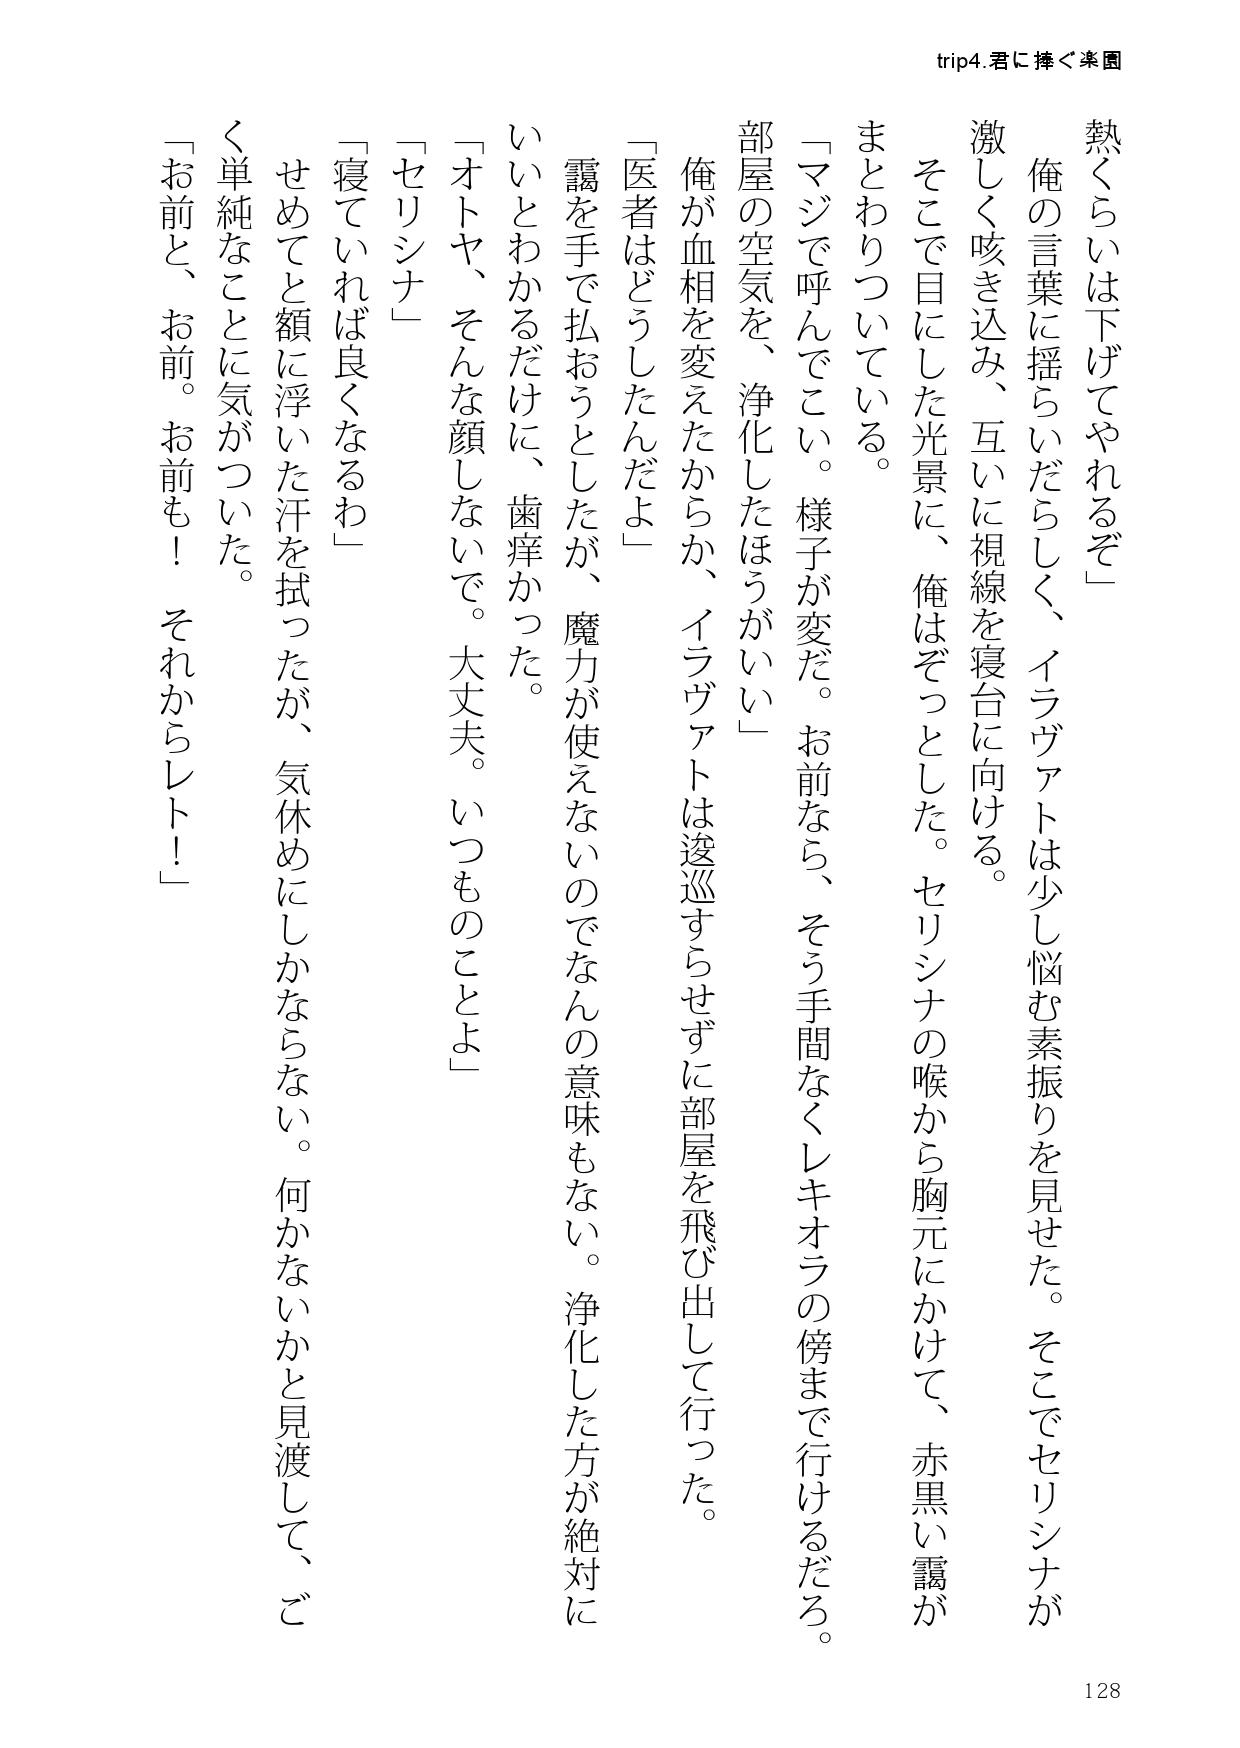 trip4.君に捧ぐ楽園
熱くらいは下げてやれるぞ」
　俺の言葉に揺らいだらしく、イラヴァトは少し悩む素振りを見せた。そこでセリシナが
激しく咳き込み、互いに視線を寝台に向ける。
　そこで目にした光景に、俺はぞっとした。セリシナの喉から胸元にかけて、赤黒い靄が
まとわりついている。
「マジで呼んでこい。様子が変だ。お前なら、そう手間なくレキオラの傍まで行けるだろ。
部屋の空気を、浄化したほうがいい」
　俺が血相を変えたからか、イラヴァトは逡巡すらせずに部屋を飛び出して行った。
「医者はどうしたんだよ」
　靄を手で払おうとしたが、魔力が使えないのでなんの意味もない。浄化した方が絶対に
いいとわかるだけに、歯痒かった。
「オトヤ、そんな顔しないで。大丈夫。いつものことよ」
「セリシナ」
「寝ていれば良くなるわ」
　せめてと額に浮いた汗を拭ったが、気休めにしかならない。何かないかと見渡して、ご
く単純なことに気がついた。
「お前と、お前。お前も！　それからレト！」
128